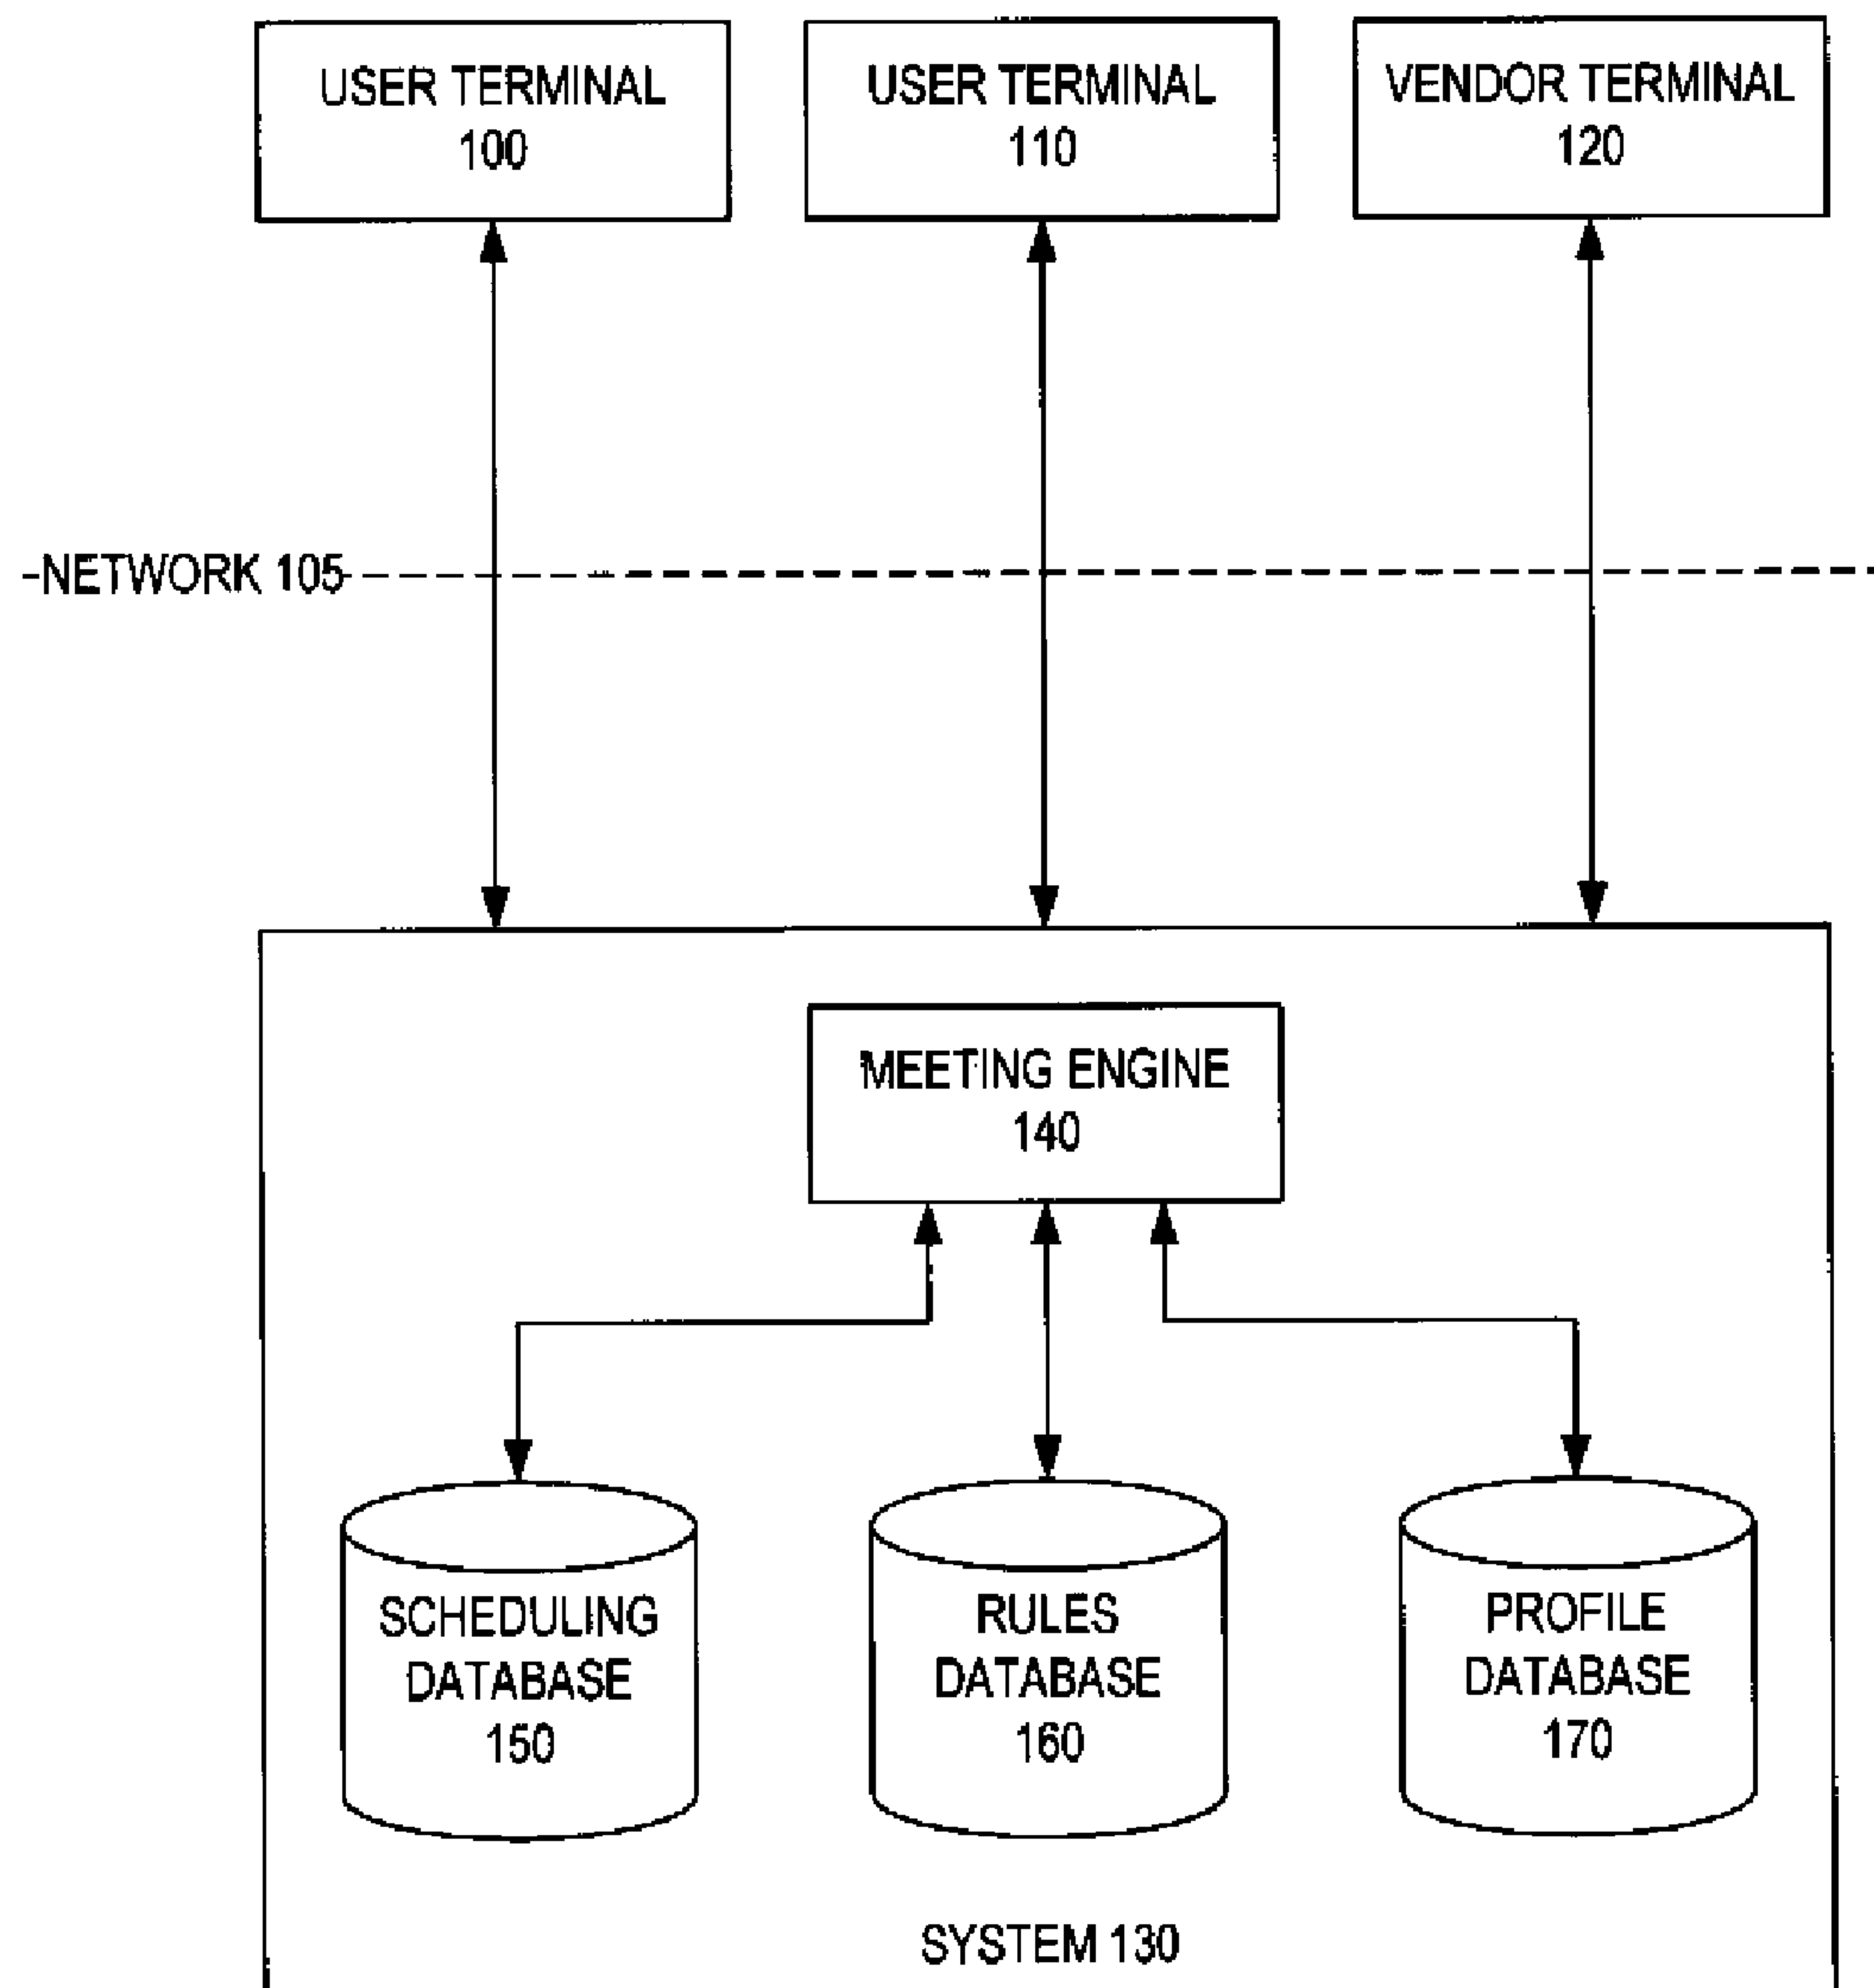 USER TERMINAL
100
USER TERMINAL
110
VENDOR TERMINAL
120
NETWORK 105
MEETING ENGINE
140
SCHEDULING
DATABASE
150
RULES
DATABASE
160
PROFILE
DATABASE
170
SYSTEM 130